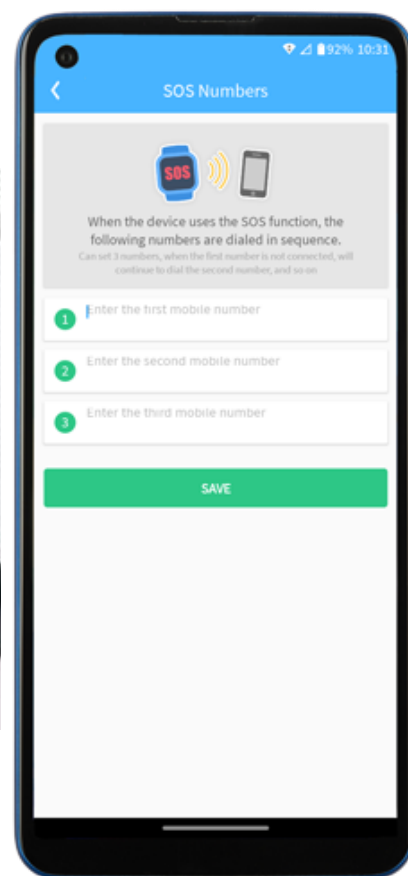 92% 10:31
SOS Numbers
SOS
When the device uses the SOS function, the
following numbers are dialed in sequence.
Can set 3 numbers, when the first number is not connected, will
continue to dial the second number, and so on
1 Enter the first mobile number
2 Enter the second mobile number
3 Enter the third mobile number
SAVE